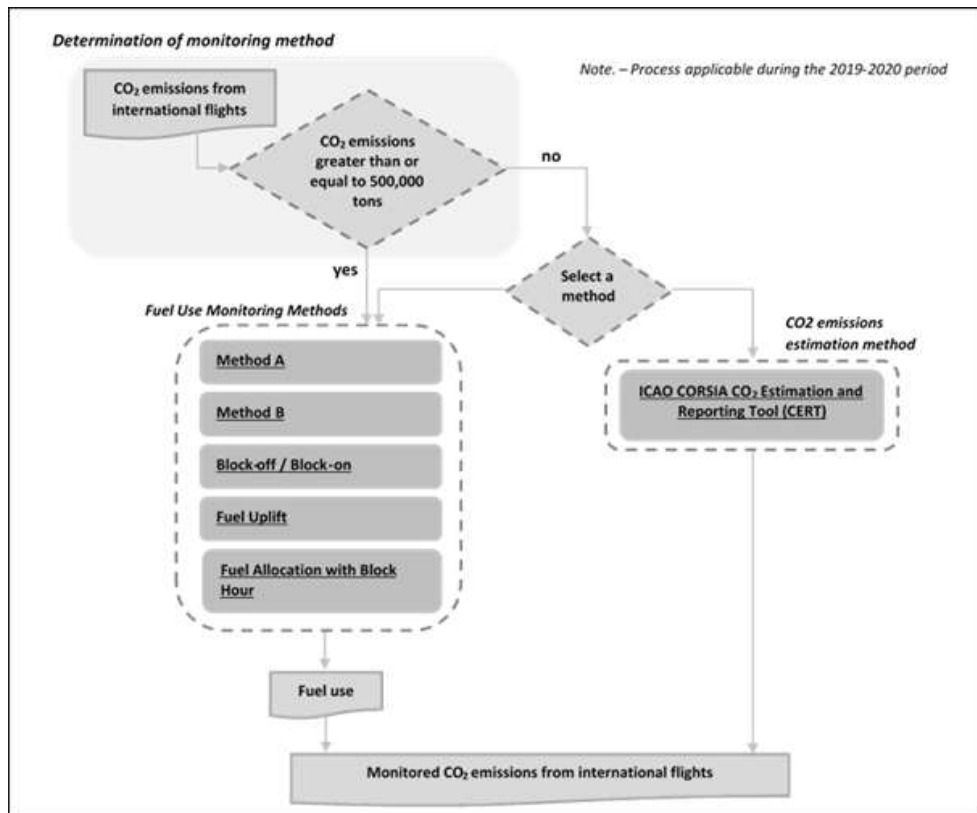 Determination of monitoring method
Note. – Process applicable during the 2019-2020 period
CO₂ emissions from
international flights
CO₂ emissions
greater than or
equal to 500,000
tons
no
yes
Select a
method
Fuel Use Monitoring Methods
CO2 emissions
estimation method
Method A
Method B
Block-off / Block-on
Fuel Uplift
Fuel Allocation with Block
Hour
ICAO CORSIA CO₂ Estimation and
Reporting Tool (CERT)
Fuel use
Monitored CO₂ emissions from international flights